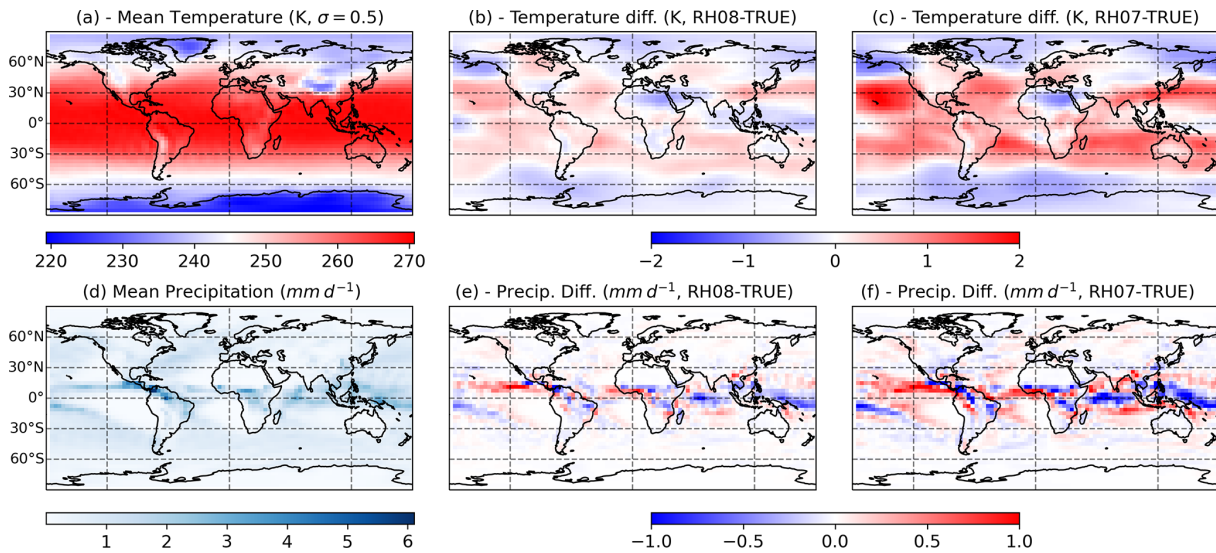 (a) - Mean Temperature (K, σ = 0.5)
(b) - Temperature diff. (K, RH08-TRUE)
(c) - Temperature diff. (K, RH07-TRUE)
60°N
30°N
0°
30°S
60°S
220 230 240 250 260 270
−2 −1 0 1 2
(d) Mean Precipitation (mm d⁻¹)
(e) - Precip. Diff. (mm d⁻¹, RH08-TRUE)
(f) - Precip. Diff. (mm d⁻¹, RH07-TRUE)
60°N
30°N
0°
30°S
60°S
1 2 3 4 5 6
−1.0 −0.5 0.0 0.5 1.0